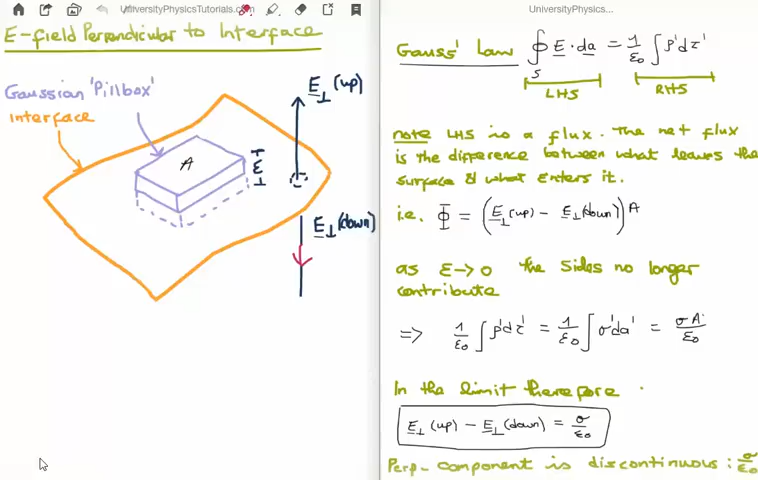 UniversityPhysicsTutorials.com
E-field Perpendicular to Interface
Gaussian 'Pillbox'
Interface
A
ε
E⊥(up)
E⊥(down)
UniversityPhysics...
Gauss' Law ∮ E · da = 1/ε₀ ∫ρ'dτ'
S
LHS RHS
note LHS is a flux. The net flux
is the difference between what leaves the
surface & what enters it.
i.e. Φ = (E⊥(up) - E⊥(down))A
as ε→0 the sides no longer
contribute
=> 1/ε₀ ∫ρ'dτ' = 1/ε₀ ∫σ'da' = σA/ε₀
In the limit therefore
E⊥(up) - E⊥(down) = σ/ε₀
Perp- component is discontinuous: σ/ε₀